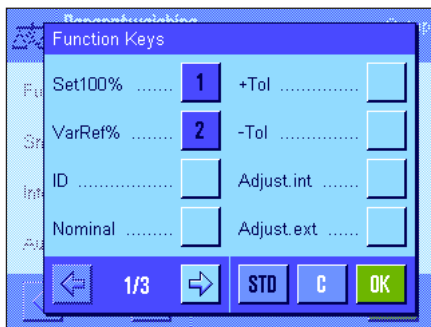 Function Keys
Set100% ....... 1
VarRef% ....... 2
ID ................
Nominal .........
+Tol ..............
-Tol ..............
Adjust.int ......
Adjust.ext ......
1/3
STD
C
OK